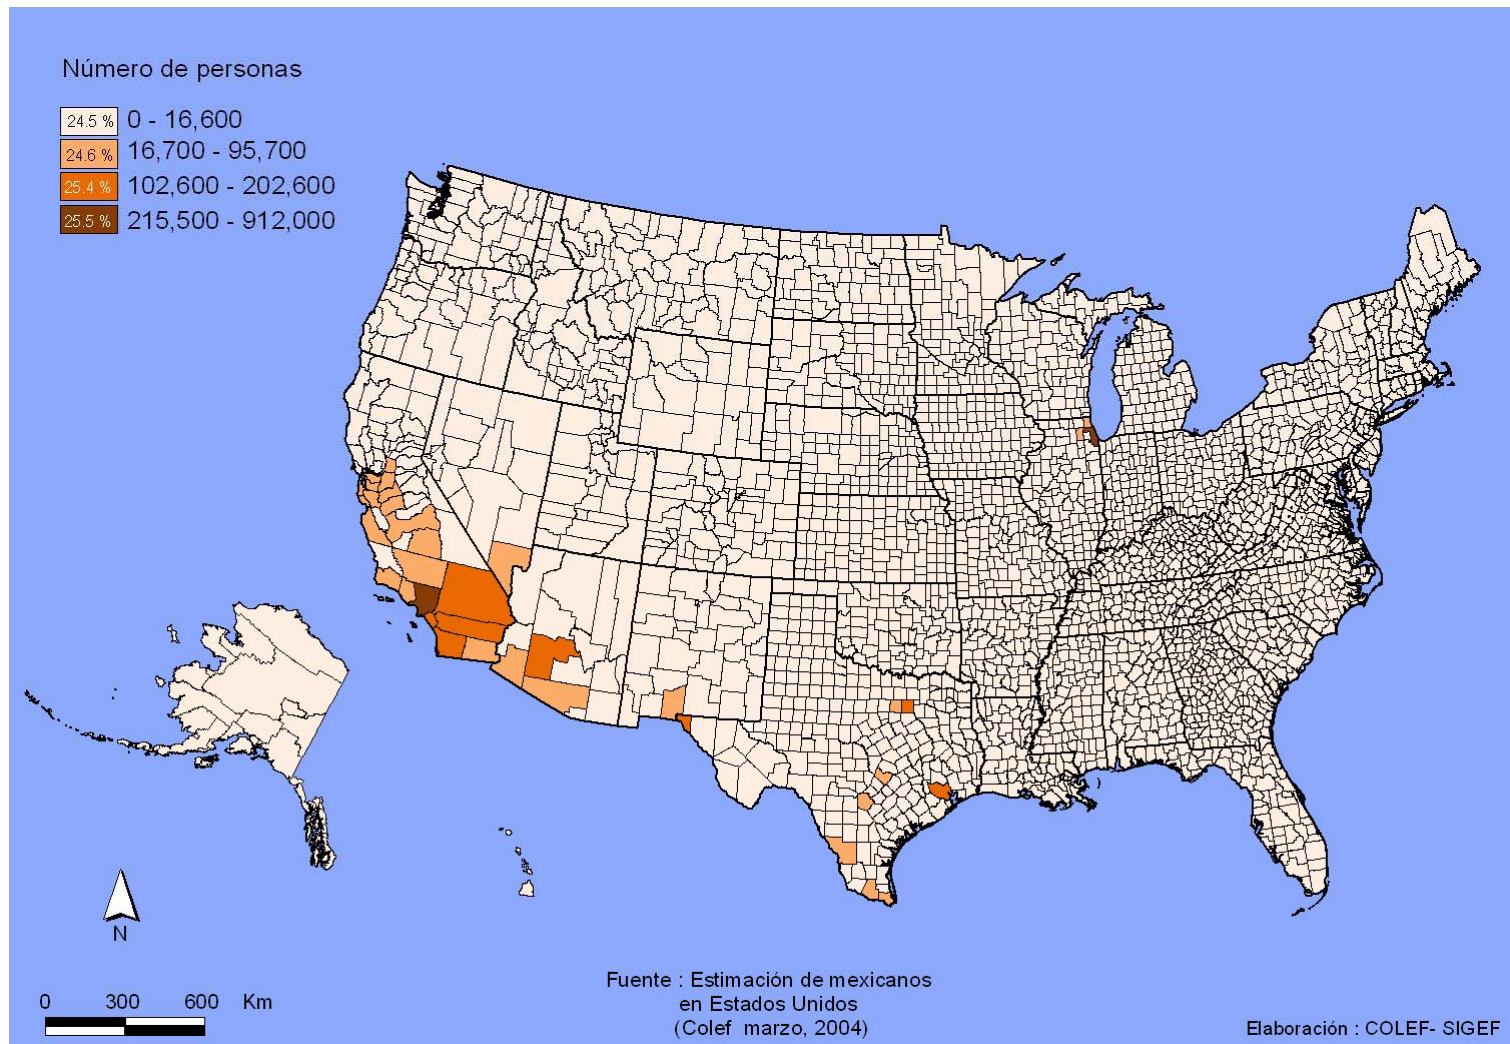 Número de personas
24.5 % 0 - 16,600
24.6 % 16,700 - 95,700
25.4 % 102,600 - 202,600
25.5 % 215,500 - 912,000
N
0 300 600 Km
Fuente : Estimación de mexicanos
en Estados Unidos
(Colef marzo, 2004)
Elaboración : COLEF- SIGEF